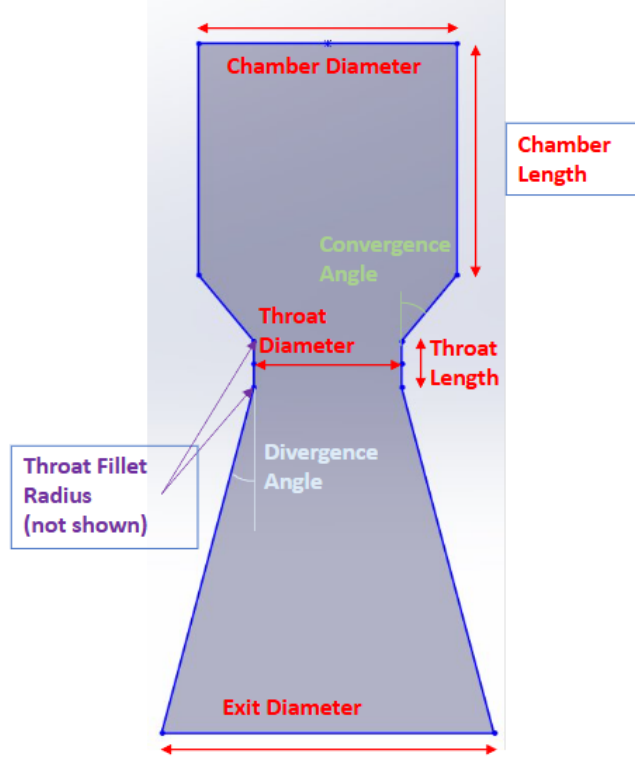 Chamber Diameter
Chamber
Length
Convergence
Angle
Throat
Diameter
Throat
Length
Divergence
Angle
Throat Fillet
Radius
(not shown)
Exit Diameter